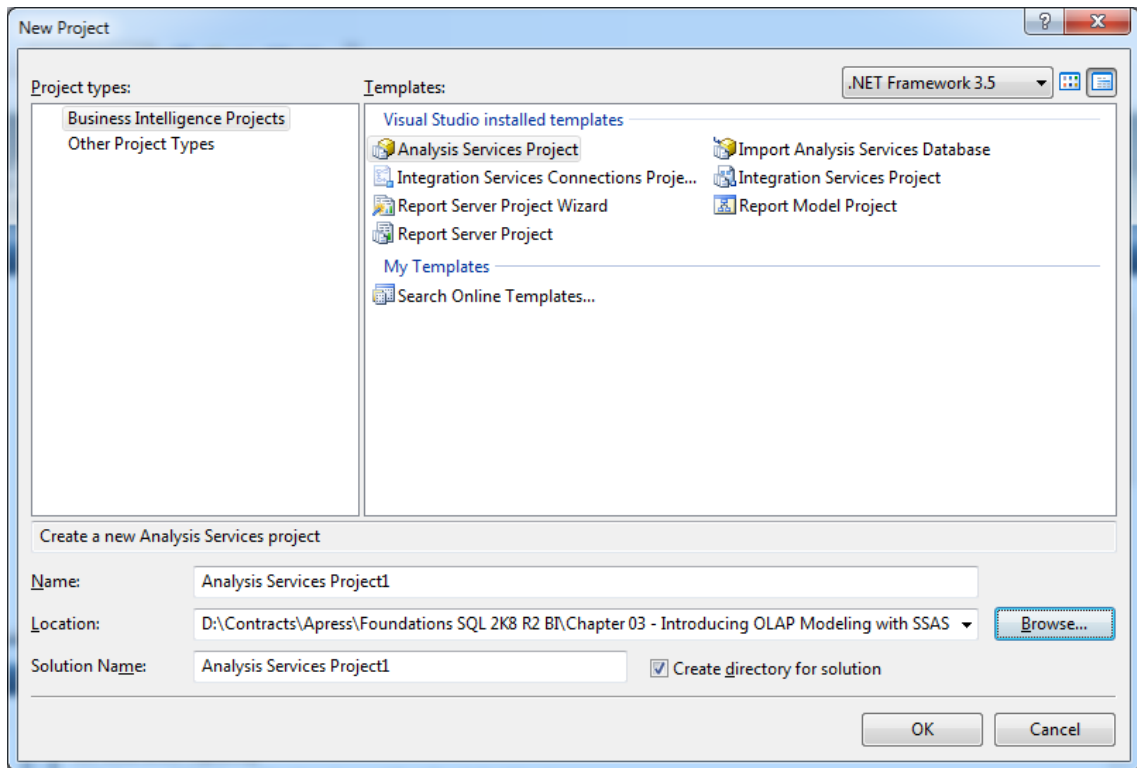 New Project
Project types:
Templates:
.NET Framework 3.5
Business Intelligence Projects
Other Project Types
Visual Studio installed templates
Analysis Services Project
Import Analysis Services Database
Integration Services Connections Proje...
Integration Services Project
Report Server Project Wizard
Report Model Project
Report Server Project
My Templates
Search Online Templates...
Create a new Analysis Services project
Name:
Analysis Services Project1
Location:
D:\Contracts\Apress\Foundations SQL 2K8 R2 BI\Chapter 03 - Introducing OLAP Modeling with SSAS
Browse...
Solution Name:
Analysis Services Project1
Create directory for solution
OK
Cancel